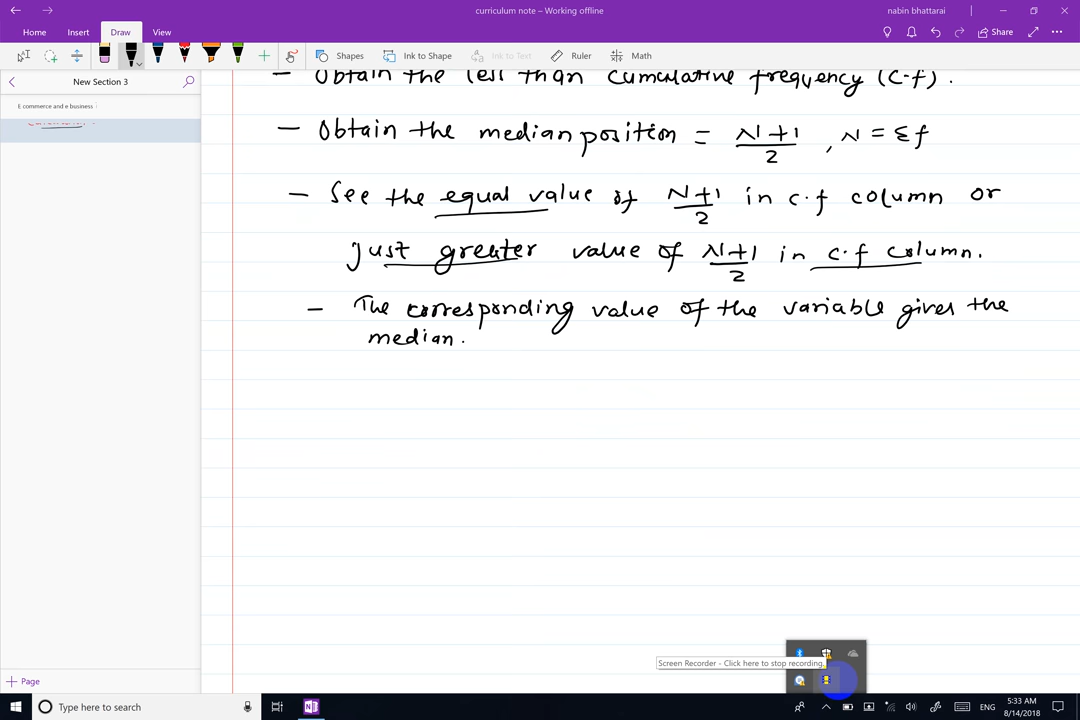 curriculum note – Working offline
nabin bhattarai
Home Insert Draw View
Share
Ink to Shape Ink to Text Ruler Math
Shapes
New Section 3
E commerce and e business
- Obtain the less than cumulative frequency (c.f).
- Obtain the median position = N+1/2, N = Σf
- See the equal value of N+1/2 in c.f column or
just greater value of N+1/2 in c.f column.
- The corresponding value of the variable gives the
median.
Screen Recorder - Click here to stop recording.
+ Page
Type here to search
ENG
5:33 AM
8/14/2018